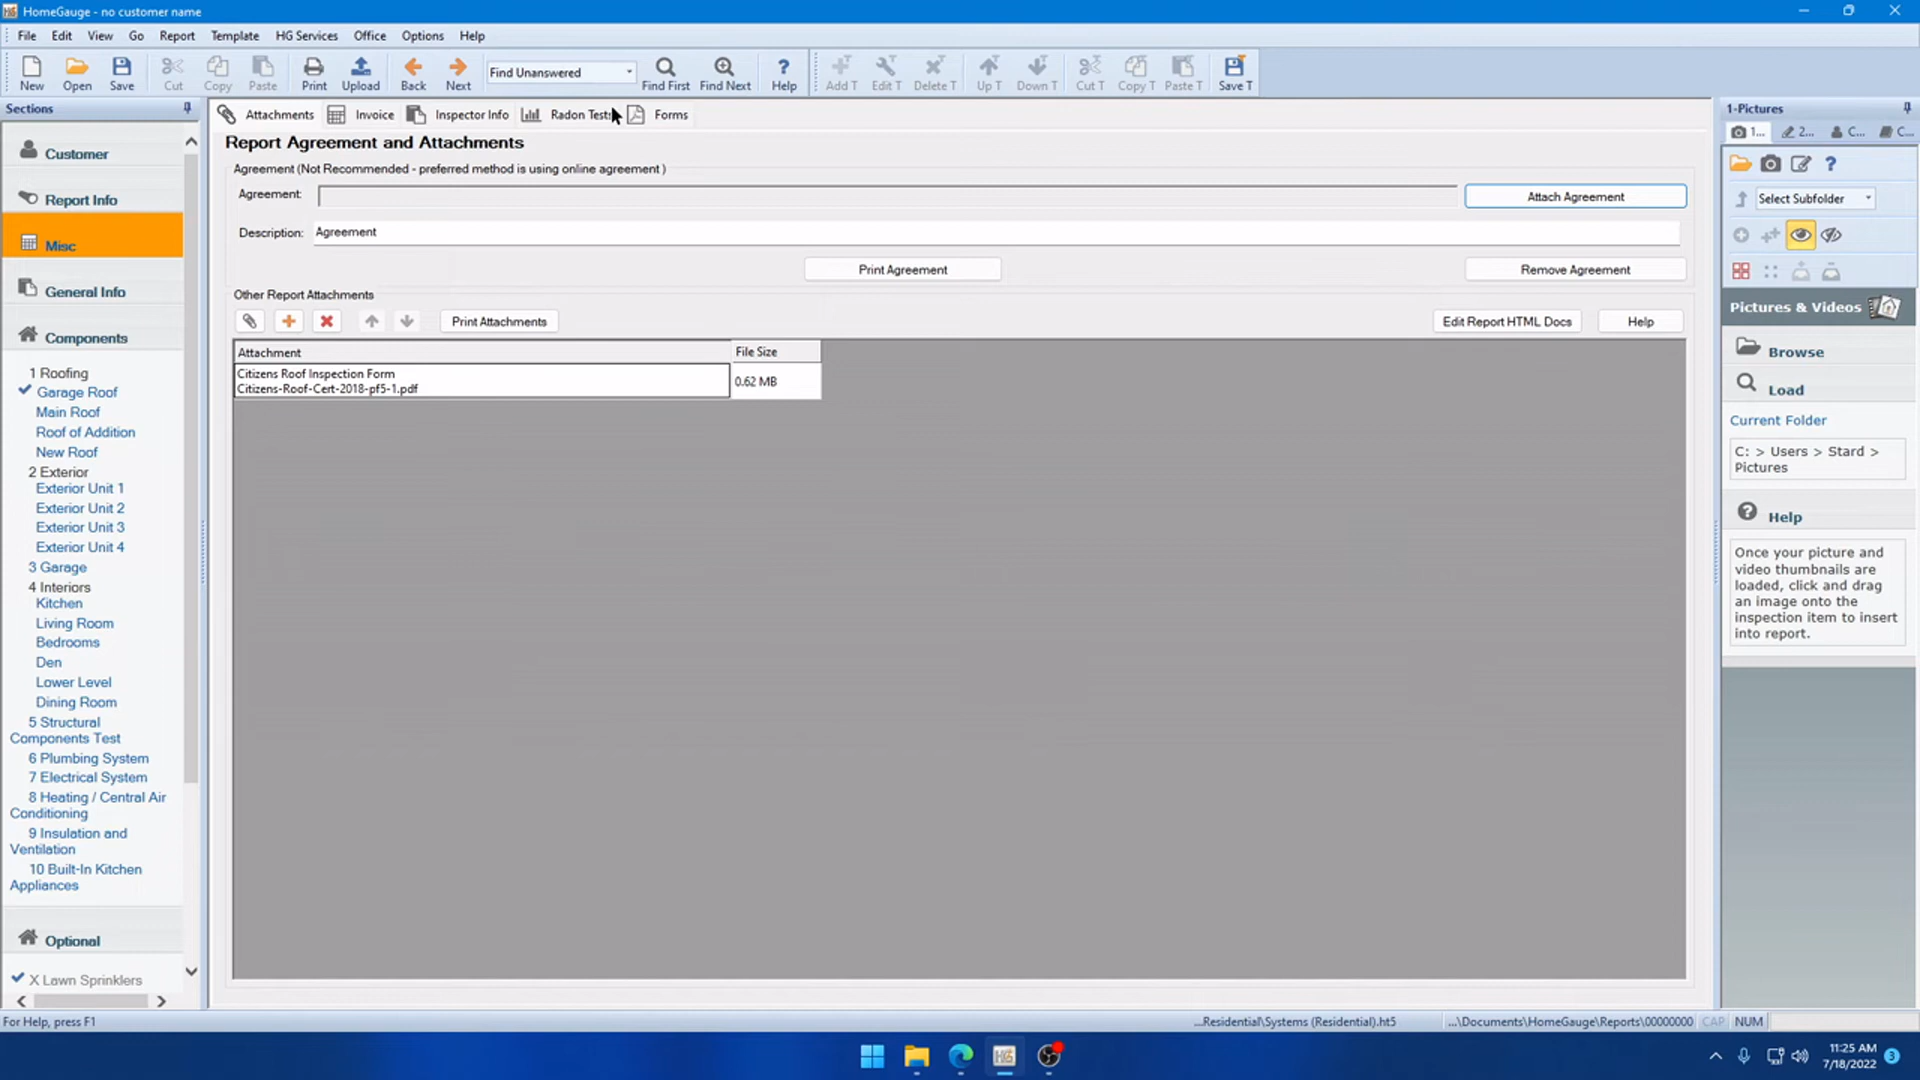 HomeGauge - no customer name
File Edit View Go Report Template HG Services Office Options Help
New Open Save Cut Copy Paste Print Upload Back Next Find Unanswered Find First Find Next Help Add T Edit T Delete T Up T Down T Cut T Copy T Paste T Save T
Sections
Customer
Report Info
Misc
General Info
Components
1 Roofing
Garage Roof
Main Roof
Roof of Addition
New Roof
2 Exterior
Exterior Unit 1
Exterior Unit 2
Exterior Unit 3
Exterior Unit 4
3 Garage
4 Interiors
Kitchen
Living Room
Bedrooms
Den
Lower Level
Dining Room
5 Structural
Components Test
6 Plumbing System
7 Electrical System
8 Heating / Central Air
Conditioning
9 Insulation and
Ventilation
10 Built-In Kitchen
Appliances
Optional
X Lawn Sprinklers
Attachments Invoice Inspector Info Radon Tests Forms
Report Agreement and Attachments
Agreement (Not Recommended - preferred method is using online agreement )
Agreement: Attach Agreement
Description: Agreement
Print Agreement Remove Agreement
Other Report Attachments
Print Attachments Edit Report HTML Docs Help
Attachment File Size
Citizens Roof Inspection Form
Citizens-Roof-Cert-2018-pf5-1.pdf 0.62 MB
1-Pictures
1... 2... C... C...
Select Subfolder
Pictures & Videos
Browse
Load
Current Folder
C: > Users > Stard >
Pictures
Help
Once your picture and
video thumbnails are
loaded, click and drag
an image onto the
inspection item to insert
into report.
For Help, press F1 ...Residential\Systems (Residential).ht5 ...\Documents\HomeGauge\Reports\00000000 CAP NUM
11:25 AM
7/18/2022
3